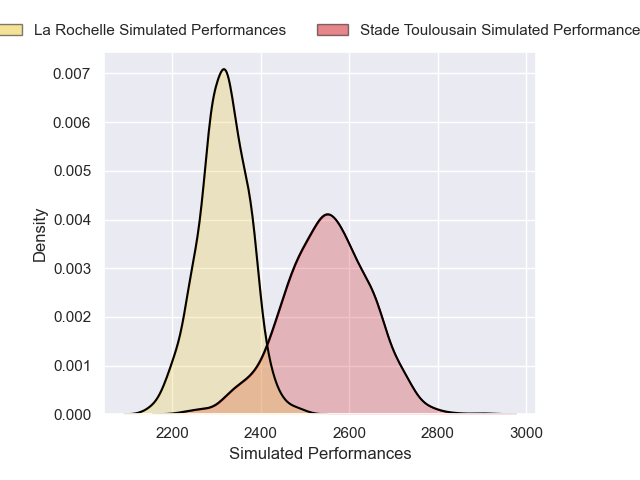 La Rochelle Simulated Performances
Stade Toulousain Simulated Performance
0.007
0.006
0.005
0.004
0.003
0.002
0.001
0.000
Density
2200 2400 2600 2800 3000
Simulated Performances